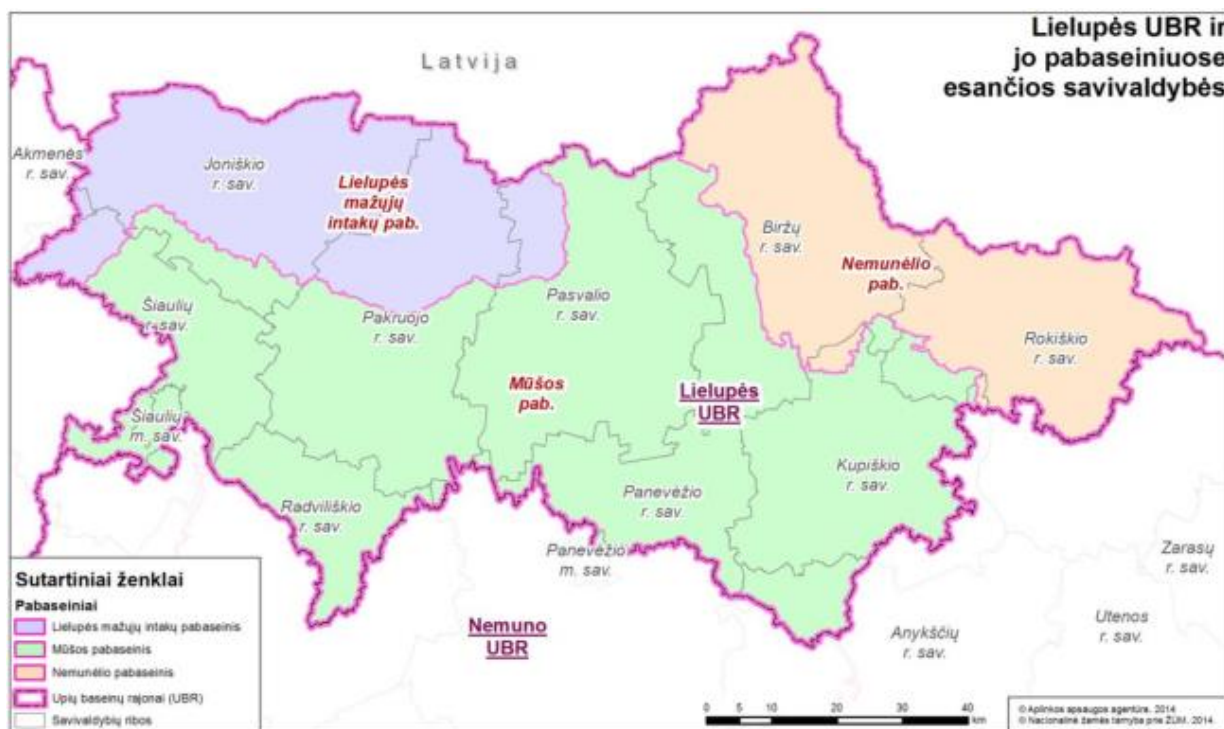 Lielupės UBR ir
jo pabaseiniuose
esančios savivaldybės
Latvija
Akmenės
r. sav.
Joniškio
r. sav.
Lielupės
mažųjų
intakų pab.
Biržų
r. sav.
Nemunėlio
pab.
Šiaulių
r. sav.
Pakruojo
r. sav.
Pasvalio
r. sav.
Rokiškio
r. sav.
Mūšos
pab.
Lielupės
UBR
Šiaulių
m. sav.
Kupiškio
r. sav.
Radviliškio
r. sav.
Panevėžio
r. sav.
Panevėžio
m. sav.
Zarasų
r. sav.
Nemuno
UBR
Anykščių
r. sav.
Utenos
r. sav.
Sutartiniai ženklai
Pabaseiniai
Lielupės mažųjų intakų pabaseinis
Mūšos pabaseinis
Nemunėlio pabaseinis
Upių baseinų rajonai (UBR)
Savivaldybių ribos
0 5 10 20 30 40
km
© Aplinkos apsaugos agentūra, 2014
© Nacionalinė žemės tarnyba prie ŽŪM, 2014.